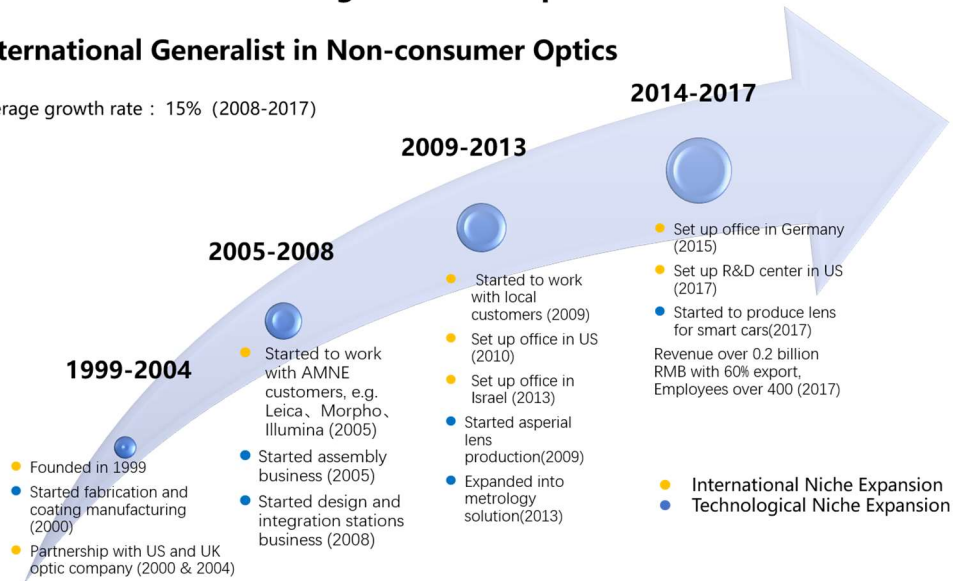 ternational Generalist in Non-consumer Optics
erage growth rate：15%  (2008-2017)
1999-2004
Founded in 1999
Started fabrication and
coating manufacturing
(2000)
Partnership with US and UK
optic company (2000 & 2004)
2005-2008
Started to work
with AMNE
customers, e.g.
Leica、Morpho、
Illumina (2005)
Started assembly
business (2005)
Started design and
integration stations
business (2008)
2009-2013
Started to work
with local
customers (2009)
Set up office in US
(2010)
Set up office in
Israel (2013)
Started asperial
lens
production(2009)
Expanded into
metrology
solution(2013)
2014-2017
Set up office in Germany
(2015)
Set up R&D center in US
(2017)
Started to produce lens
for smart cars(2017)
Revenue over 0.2 billion
RMB with 60% export,
Employees over 400 (2017)
International Niche Expansion
Technological Niche Expansion